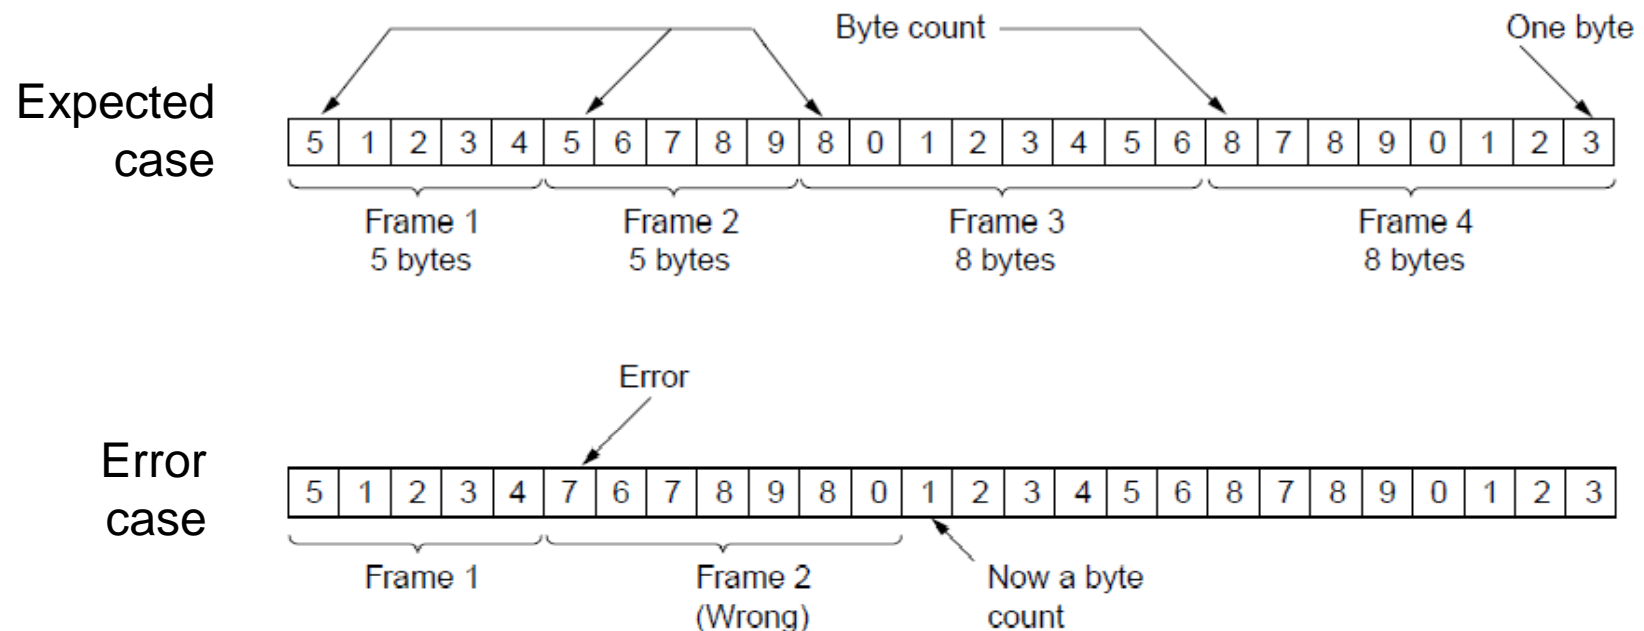 Byte count
One byte
Expected
case
5 1 2 3 4 5 6 7 8 9 8 0 1 2 3 4 5 6 8 7 8 9 0 1 2 3
Frame 1
5 bytes
Frame 2
5 bytes
Frame 3
8 bytes
Frame 4
8 bytes
Error
Error
case
5 1 2 3 4 7 6 7 8 9 8 0 1 2 3 4 5 6 8 7 8 9 0 1 2 3
Frame 1
Frame 2
(Wrong)
Now a byte
count